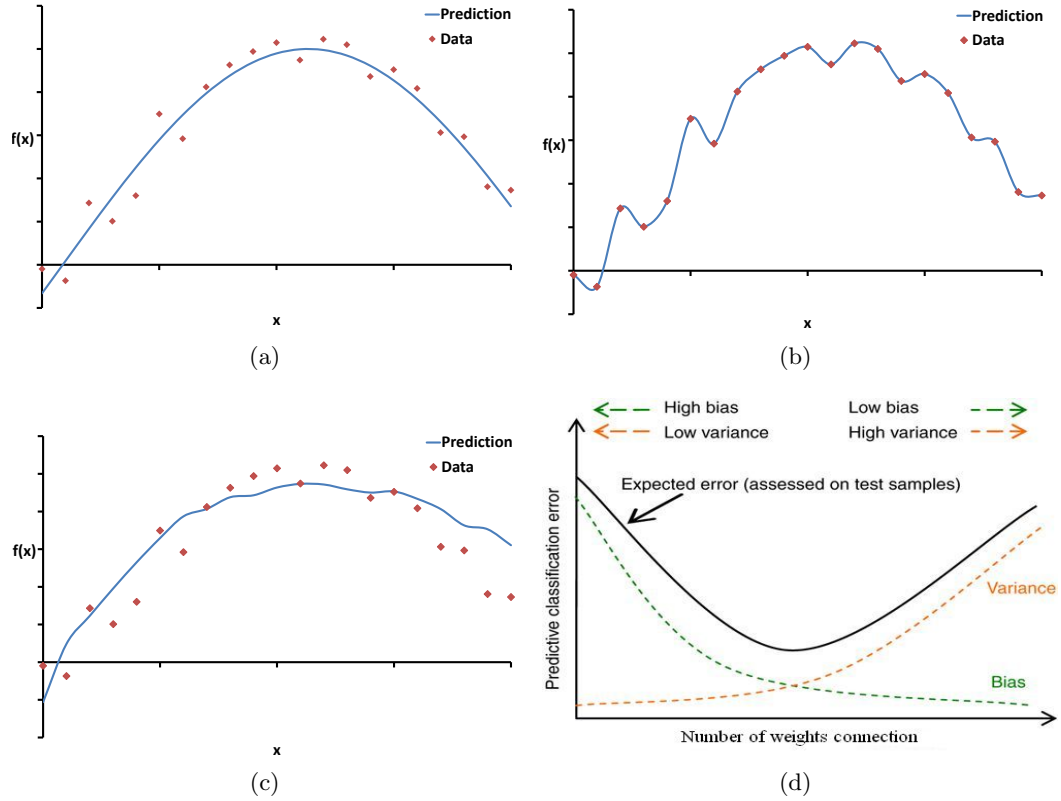 Prediction
Data
f(x)
x
(a)
Prediction
Data
f(x)
x
(b)
Prediction
Data
f(x)
x
(c)
High bias
Low bias
Low variance
High variance
Expected error (assessed on test samples)
Predictive classification error
Variance
Bias
Number of weights connection
(d)